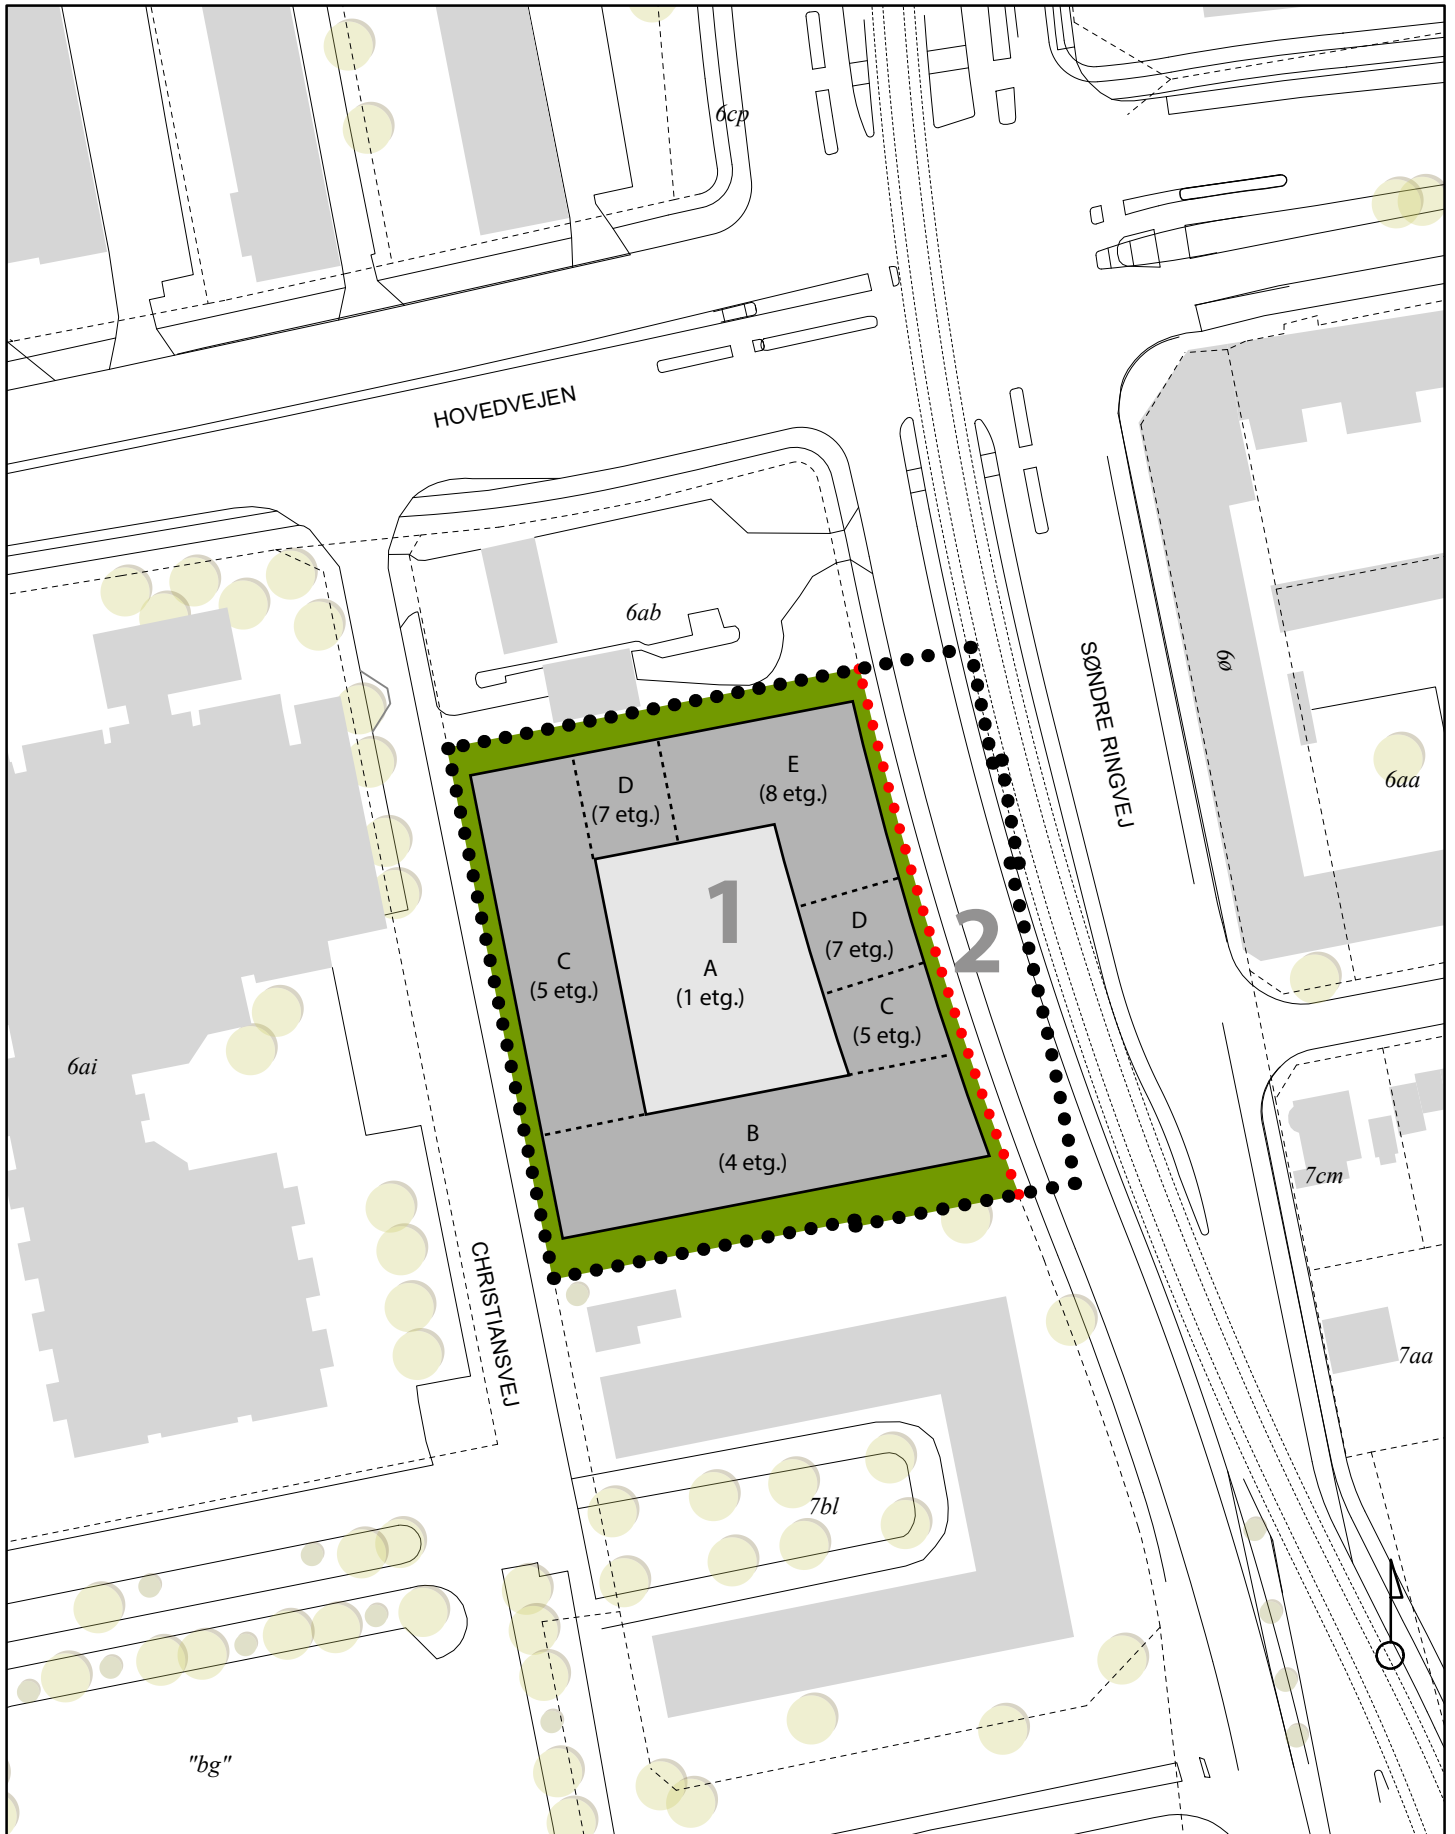 6cp
HOVEDVEJEN
6ab
SØNDRE RINGVEJ
6ø
6aa
D
(7 etg.)
E
(8 etg.)
1
2
D
(7 etg.)
C
(5 etg.)
A
(1 etg.)
C
(5 etg.)
B
(4 etg.)
6ai
7cm
CHRISTIANSVEJ
7aa
7bl
"bg"